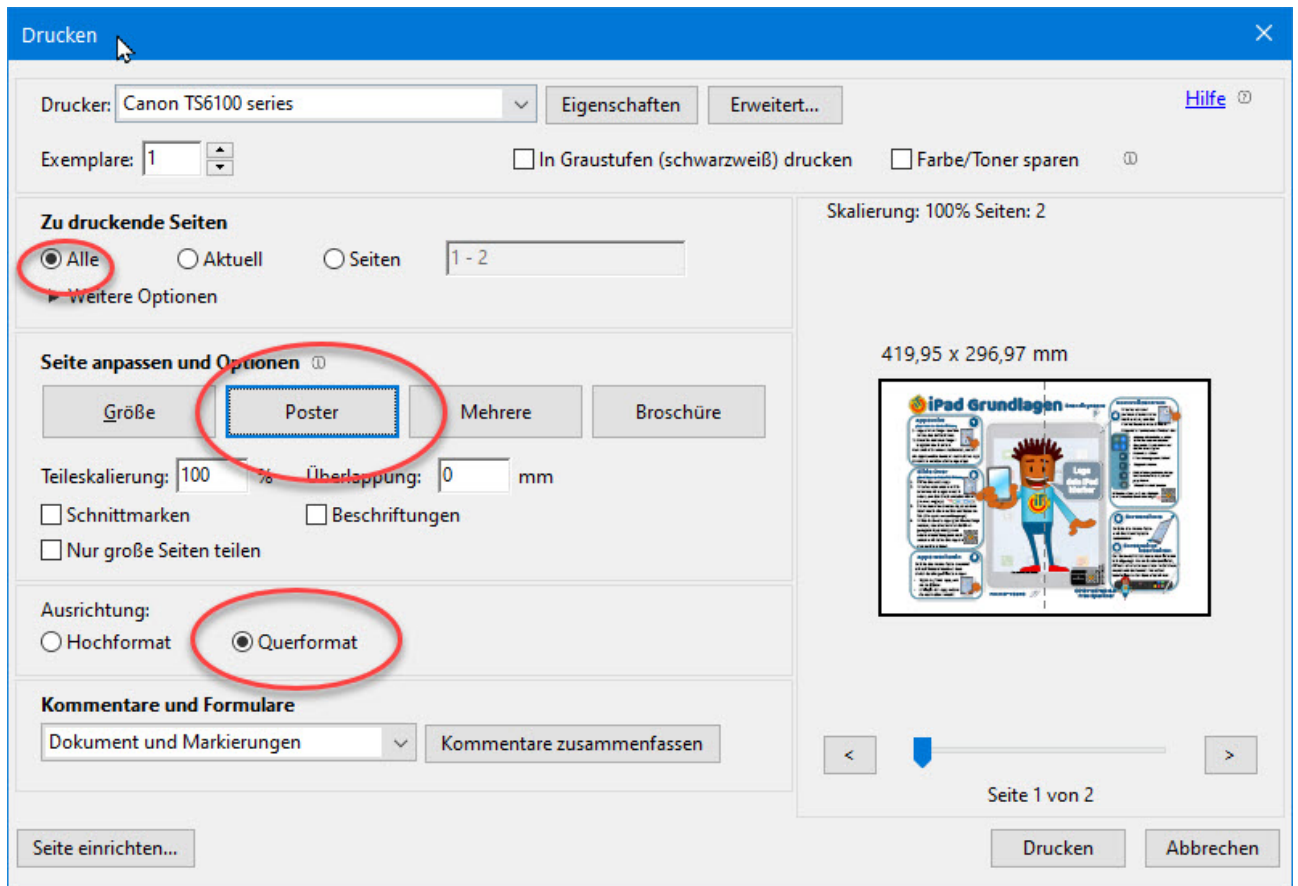 Drucken
Drucker: Canon TS6100 series Eigenschaften Erweitert... Hilfe
Exemplare: 1 In Graustufen (schwarzweiß) drucken Farbe/Toner sparen
Zu druckende Seiten
Alle Aktuell Seiten 1 - 2
Weitere Optionen
Seite anpassen und Optionen
Größe Poster Mehrere Broschüre
Teileskalierung: 100 % Überlappung: 0 mm
Schnittmarken Beschriftungen
Nur große Seiten teilen
Ausrichtung:
Hochformat Querformat
Kommentare und Formulare
Dokument und Markierungen Kommentare zusammenfassen
Skalierung: 100% Seiten: 2
419,95 x 296,97 mm
iPad Grundlagen
Lege
dein iPad
< >
Seite 1 von 2
Seite einrichten... Drucken Abbrechen